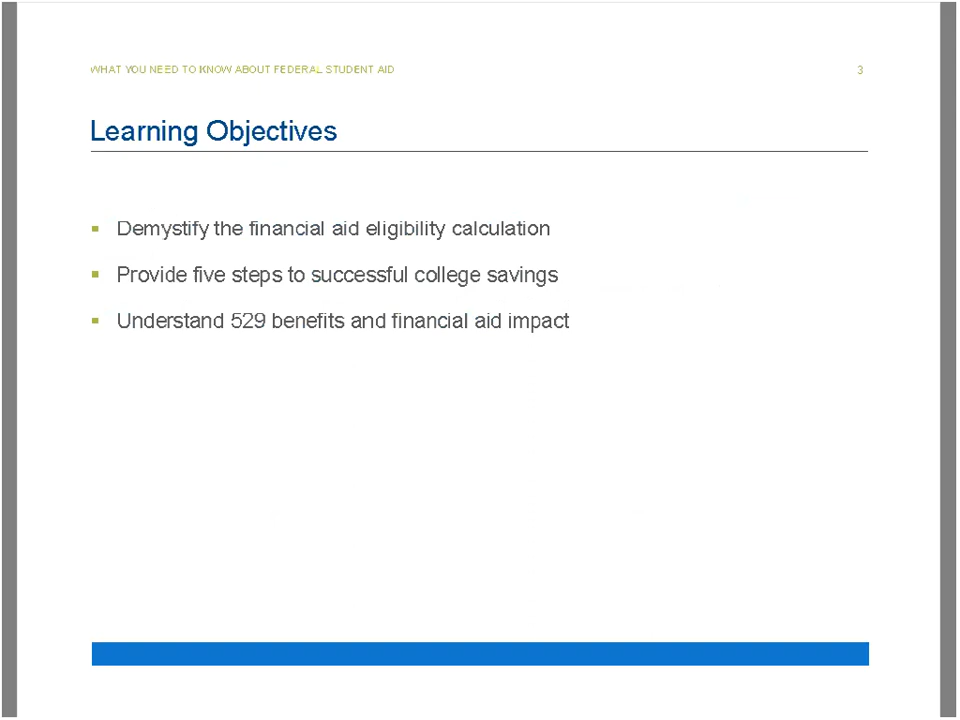 WHAT YOU NEED TO KNOW ABOUT FEDERAL STUDENT AID 3
Learning Objectives
▪ Demystify the financial aid eligibility calculation
▪ Provide five steps to successful college savings
▪ Understand 529 benefits and financial aid impact